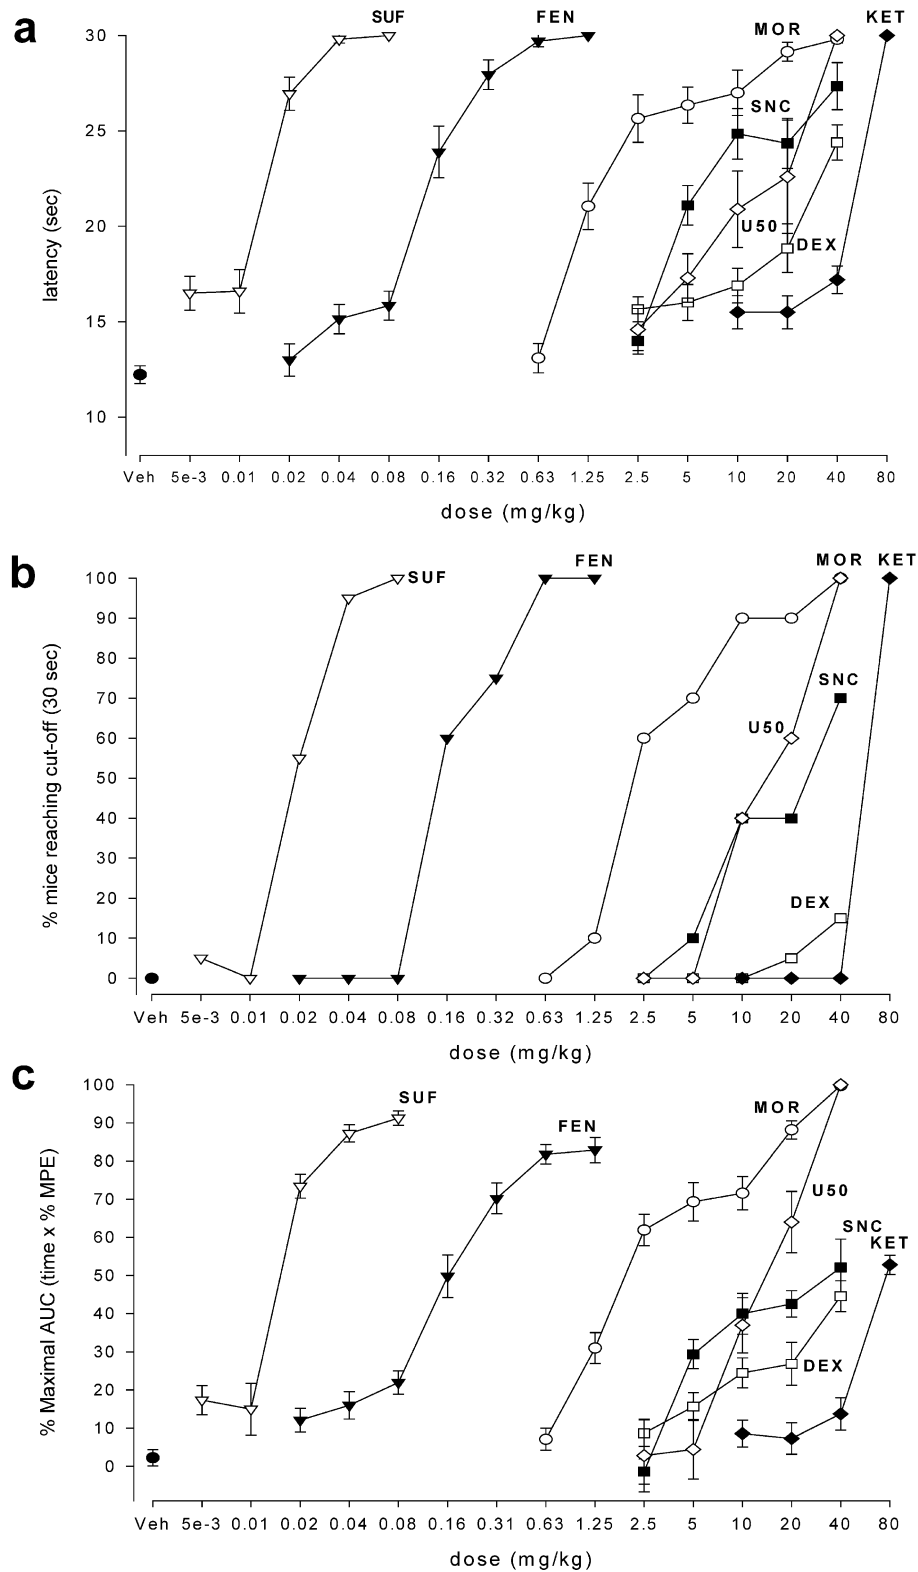 a
SUF FEN MOR KET
30
SNC
25
latency (sec)
20
U50
DEX
15
10
Veh 5e-3 0.01 0.02 0.04 0.08 0.16 0.32 0.63 1.25 2.5 5 10 20 40 80
dose (mg/kg)
b
FEN MOR KET
100
SUF
90
80
SNC
70
U50
60
% mice reaching cut-off (30 sec)
50
40
30
20
DEX
10
0
Veh 5e-3 0.01 0.02 0.04 0.08 0.16 0.32 0.63 1.25 2.5 5 10 20 40 80
dose (mg/kg)
c
100
SUF
MOR
90
FEN
80
70
U50
60
SNC
KET
% Maximal AUC (time x % MPE)
50
40
30
DEX
20
10
0
Veh 5e-3 0.01 0.02 0.04 0.08 0.16 0.31 0.63 1.25 2.5 5 10 20 40 80
dose (mg/kg)